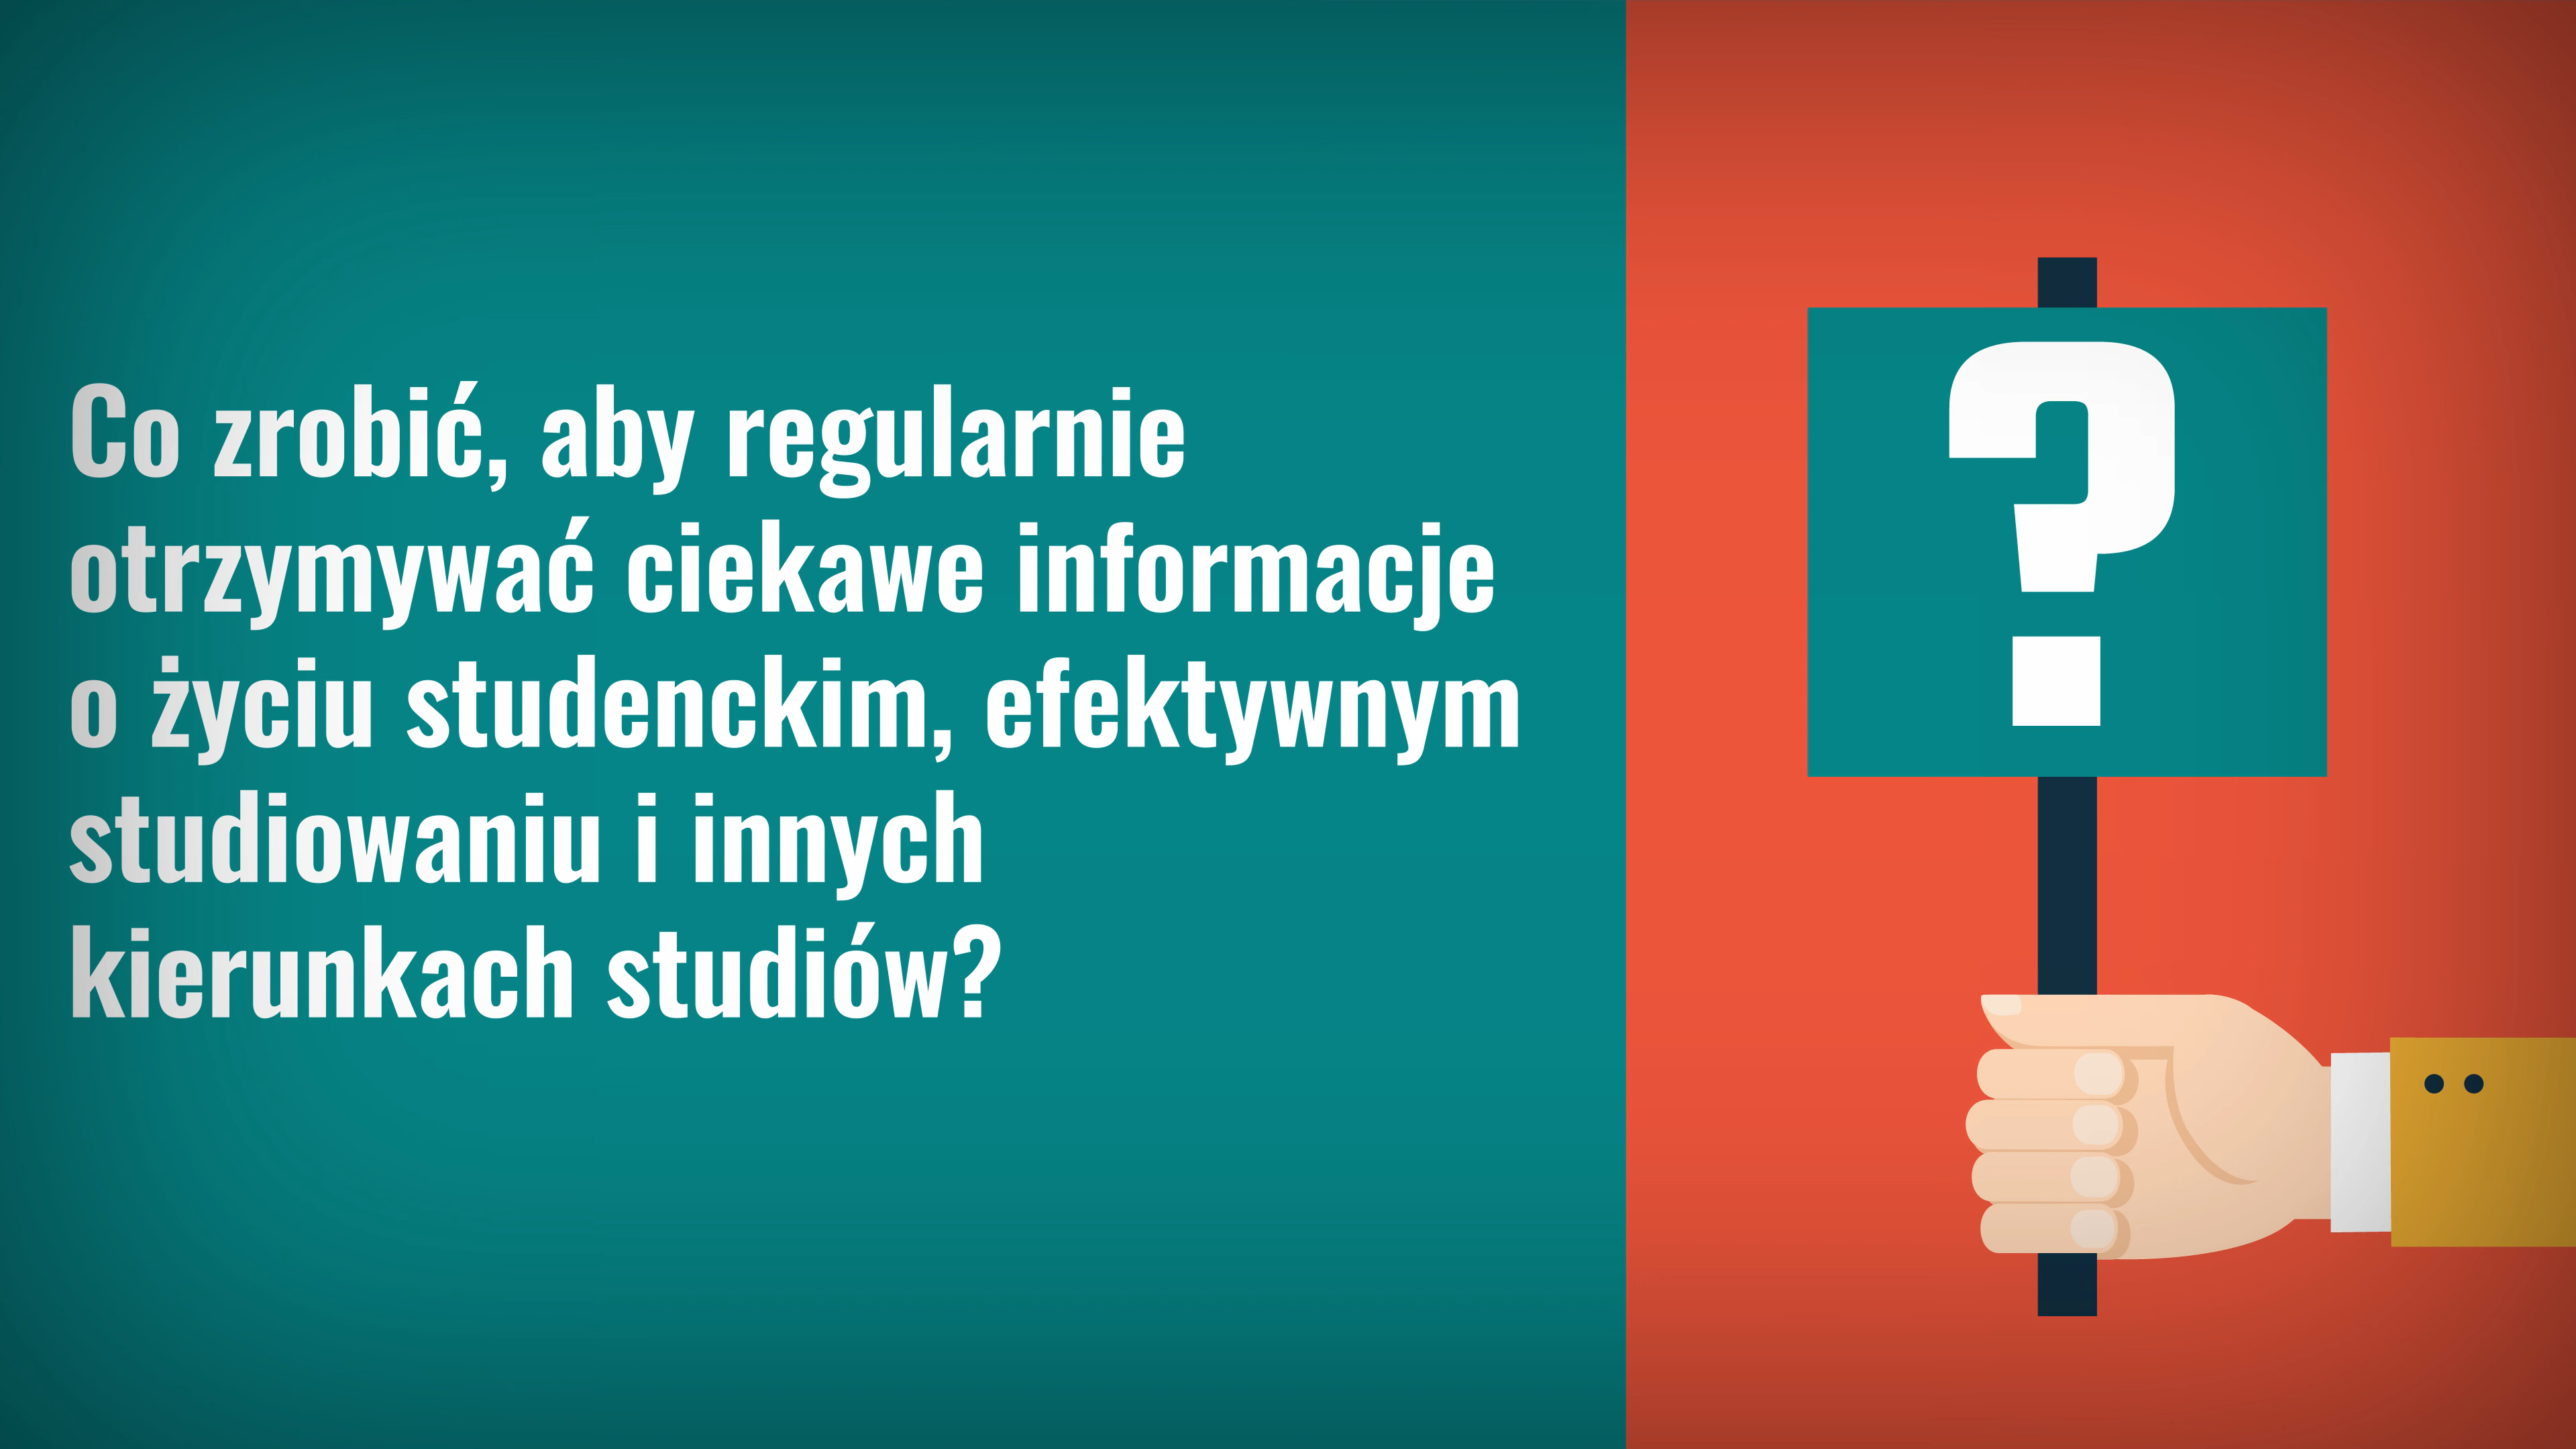 Co zrobić, aby regularnie
otrzymywać ciekawe informacje
o życiu studenckim, efektywnym
studiowaniu i innych
kierunkach studiów?
?